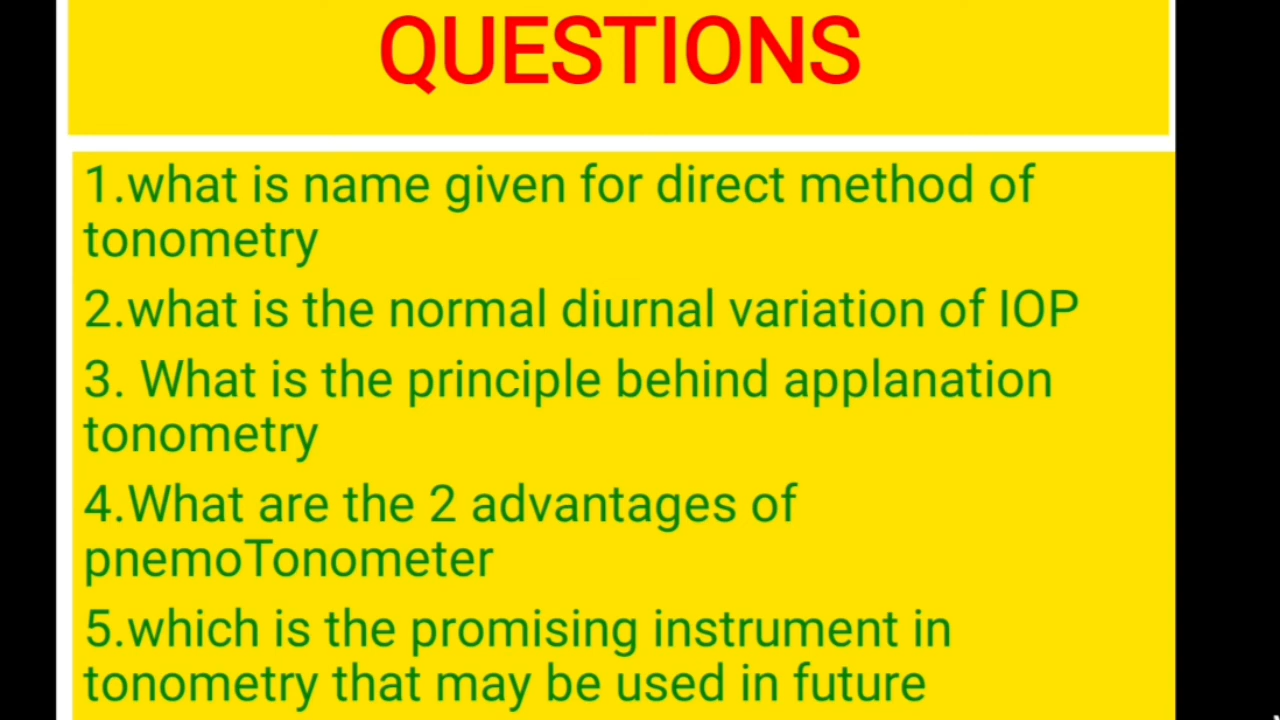 QUESTIONS
1.what is name given for direct method of
tonometry
2.what is the normal diurnal variation of IOP
3. What is the principle behind applanation
tonometry
4.What are the 2 advantages of
pnemoTonometer
5.which is the promising instrument in
tonometry that may be used in future